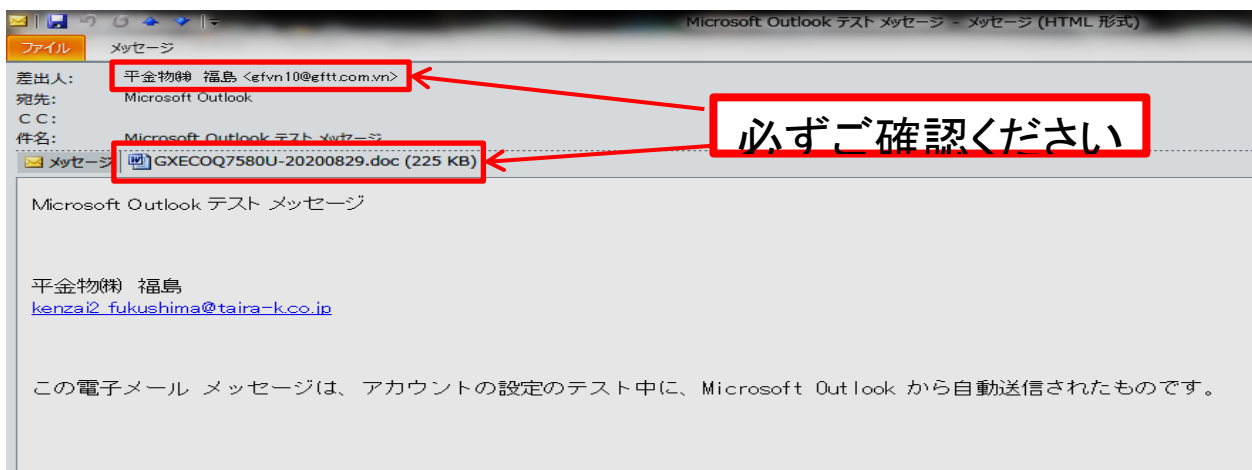 Microsoft Outlook テスト メッセージ - メッセージ (HTML 形式)
ファイル メッセージ
差出人: 平金物㈱ 福島 <gfvn10@gftt.com.vn>
宛先: Microsoft Outlook
CC:
件名: Microsoft Outlook テスト メッセージ
必ずご確認ください
メッセージ GXECOQ7580U-20200829.doc (225 KB)
Microsoft Outlook テスト メッセージ
平金物㈱ 福島
kenzai2_fukushima@taira-k.co.jp
この電子メール メッセージは、アカウントの設定のテスト中に、Microsoft Outlook から自動送信されたものです。